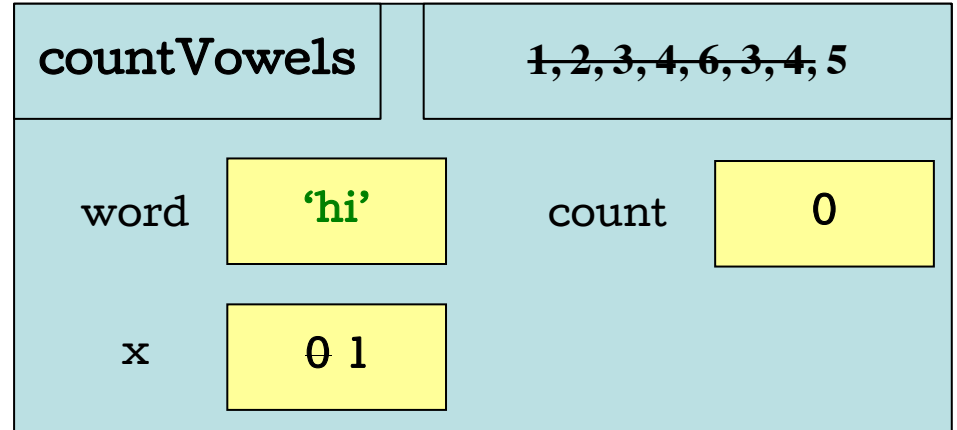 countVowels 1, 2, 3, 4, 6, 3, 4, 5
word ‘hi’ count 0
x 0 1